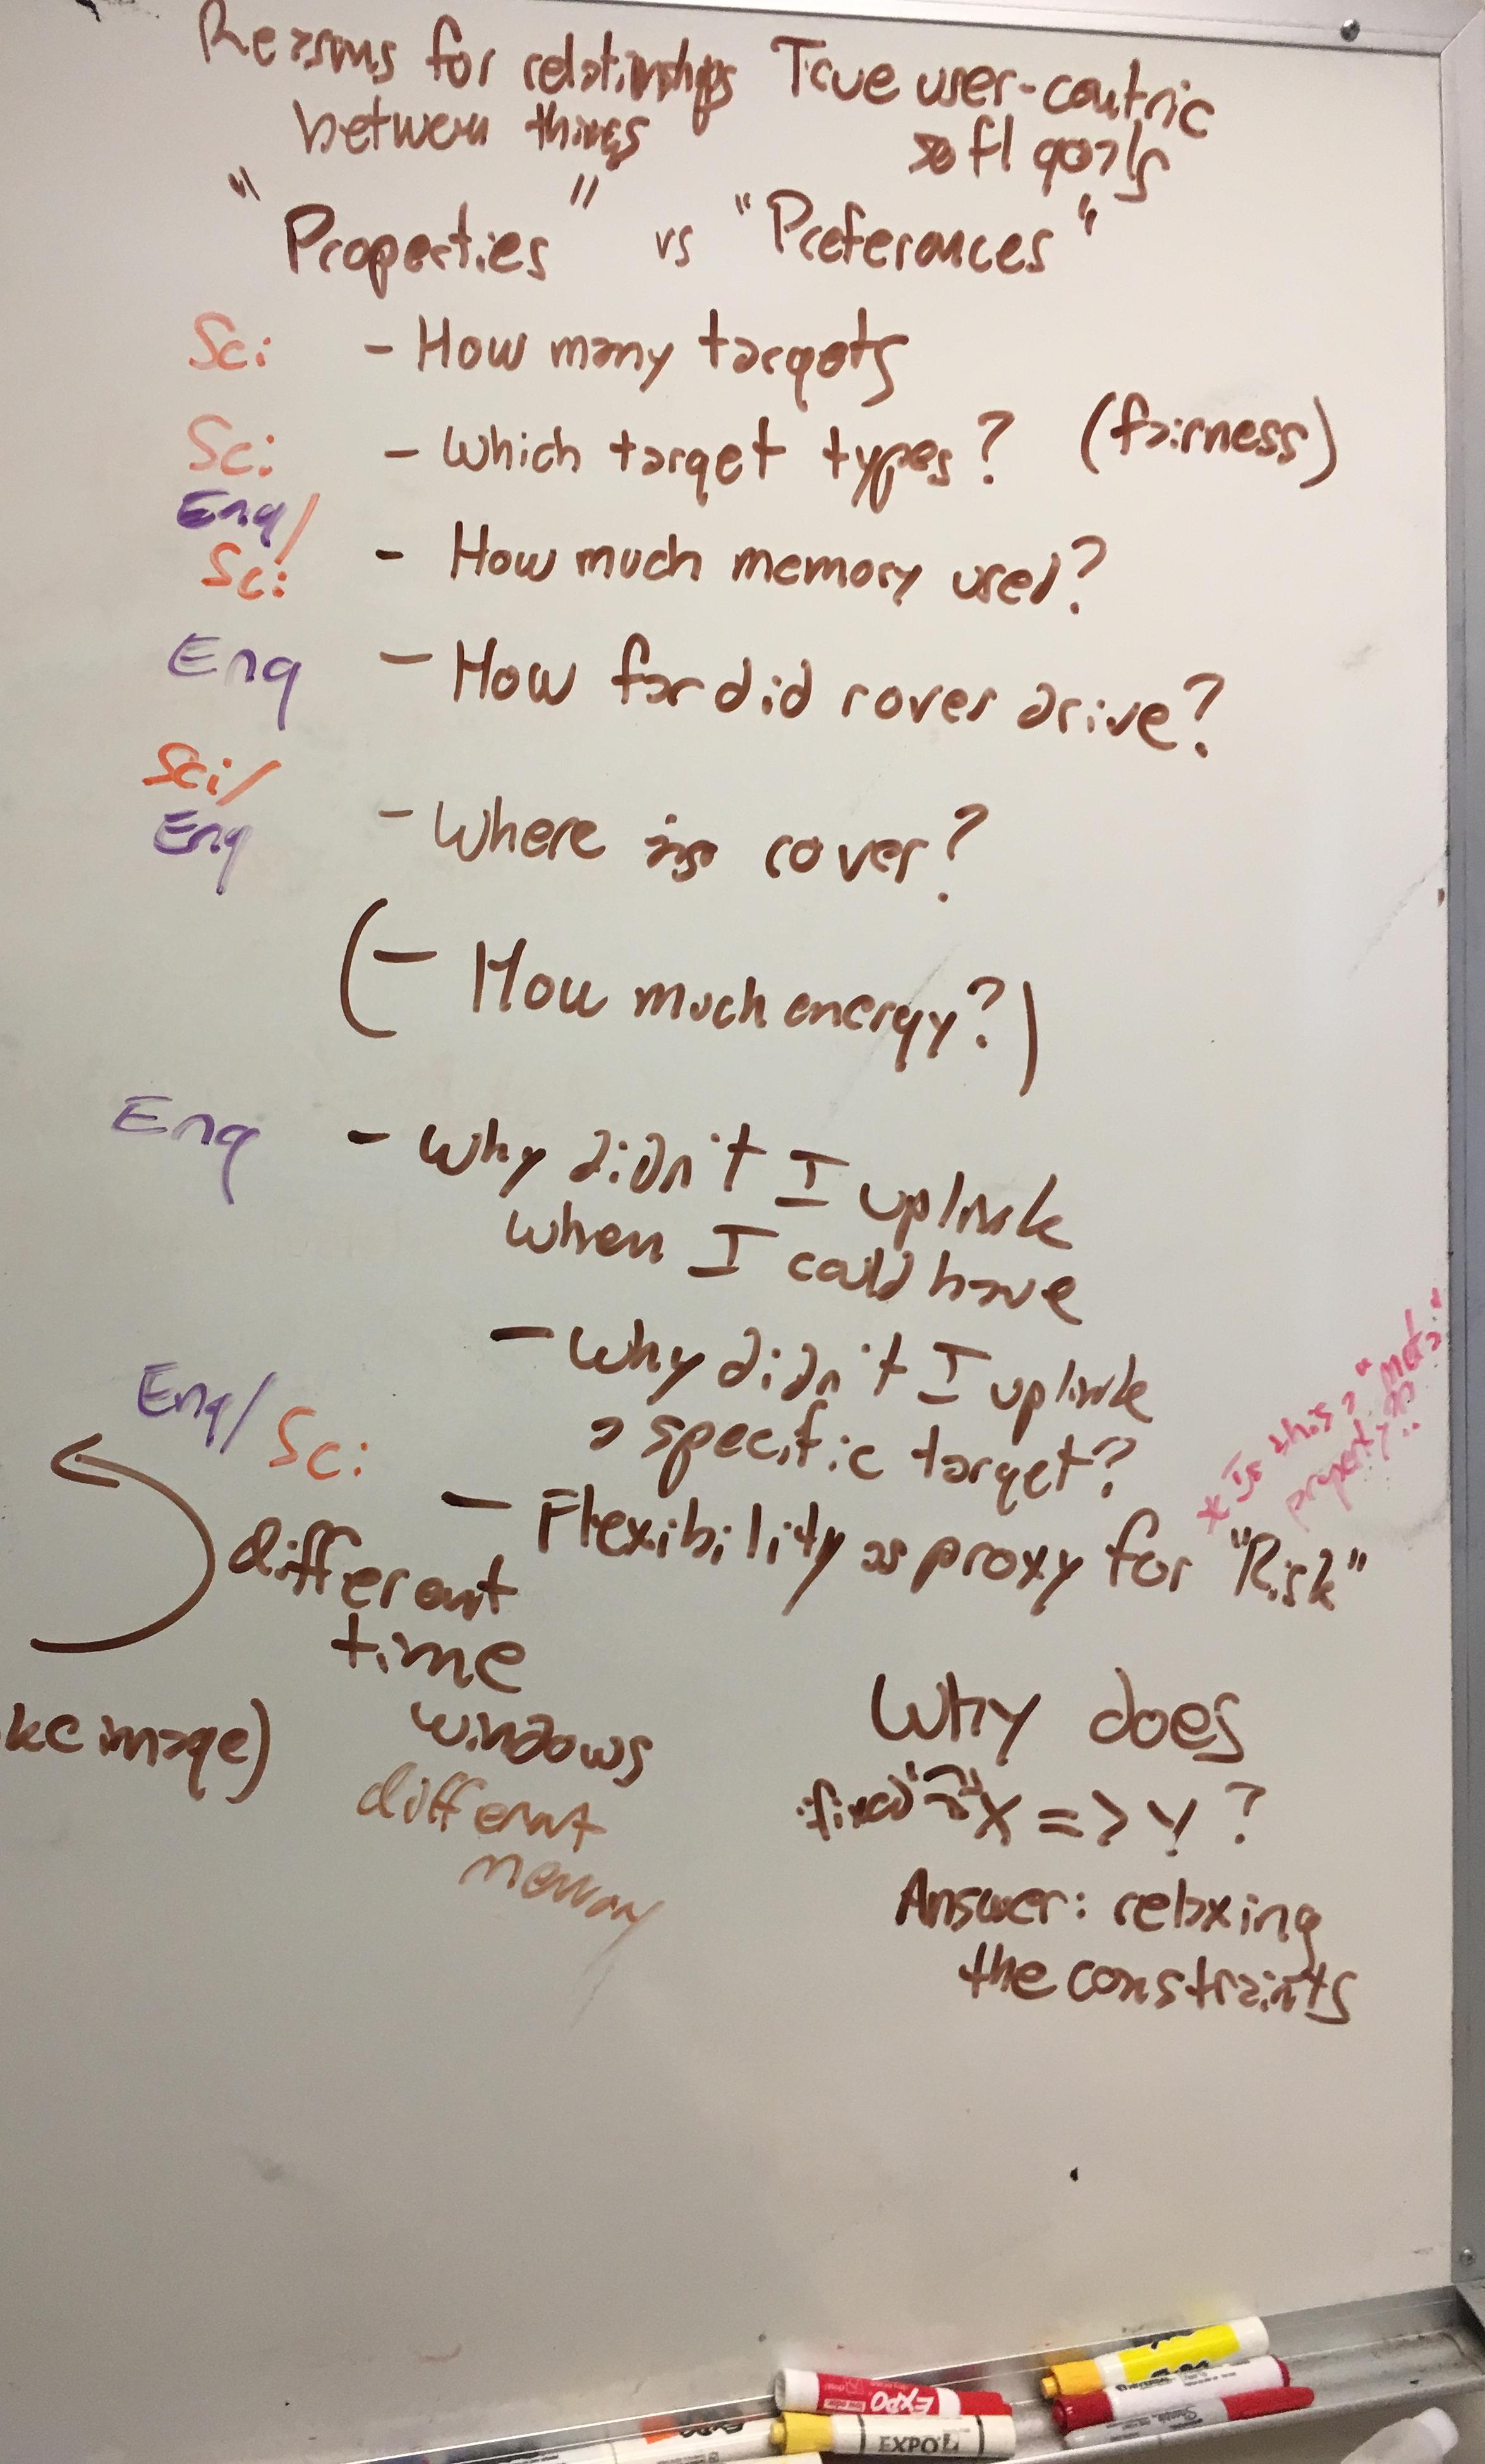 Reasons for relationships True user-centric
between things soft goals
"Properties" vs "Preferences"
Sci - How many targets
Sci - Which target types? (fairness)
Eng/
Sci - How much memory used?
Eng - How far did rover drive?
Sci/
Eng - Where is rover?
(- How much energy?)
Eng - Why didn't I uplink
when I could have
- Why didn't I uplink
Eng/Sci a specific target?
* Is this a "meta"
property??
- Flexibility as proxy for "Risk"
different
time
windows
different
memory
image)
Why does
X => Y?
Answer: relaxing
the constraints
EXPO
EXPO